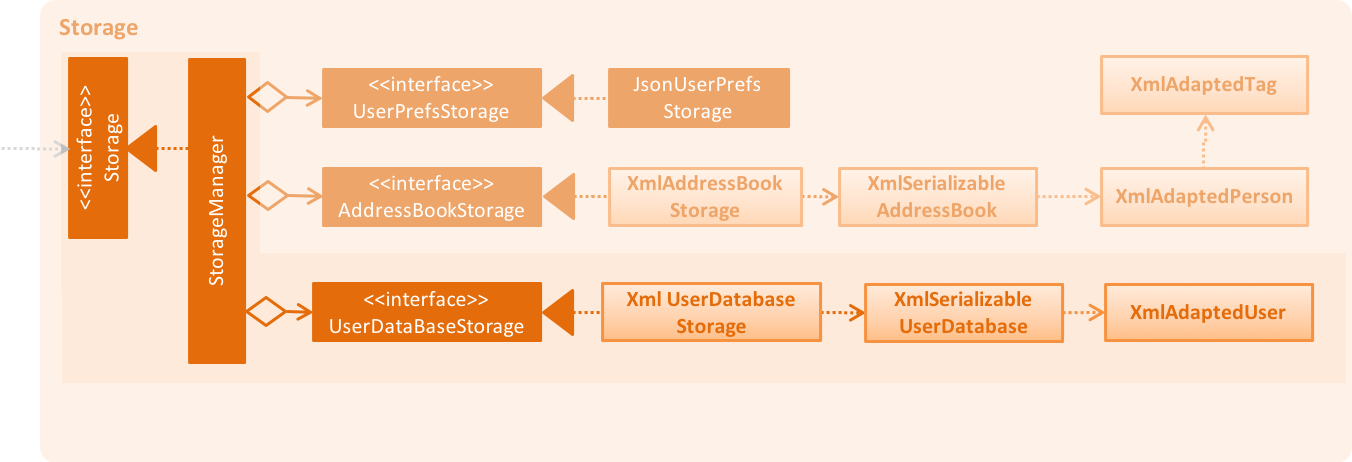 Storage
<<interface>>
Storage
StorageManager
<<interface>>
UserPrefsStorage
JsonUserPrefs
Storage
XmlAdaptedTag
<<interface>>
AddressBookStorage
XmlAddressBook
Storage
XmlSerializable
AddressBook
XmlAdaptedPerson
<<interface>>
UserDataBaseStorage
Xml UserDatabase
Storage
XmlSerializable
UserDatabase
XmlAdaptedUser